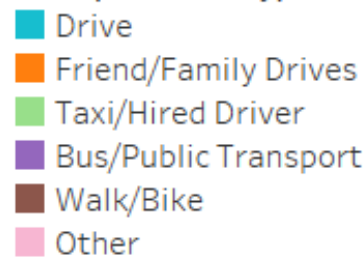 Drive
Friend/Family Drives
Taxi/Hired Driver
Bus/Public Transport
Walk/Bike
Other